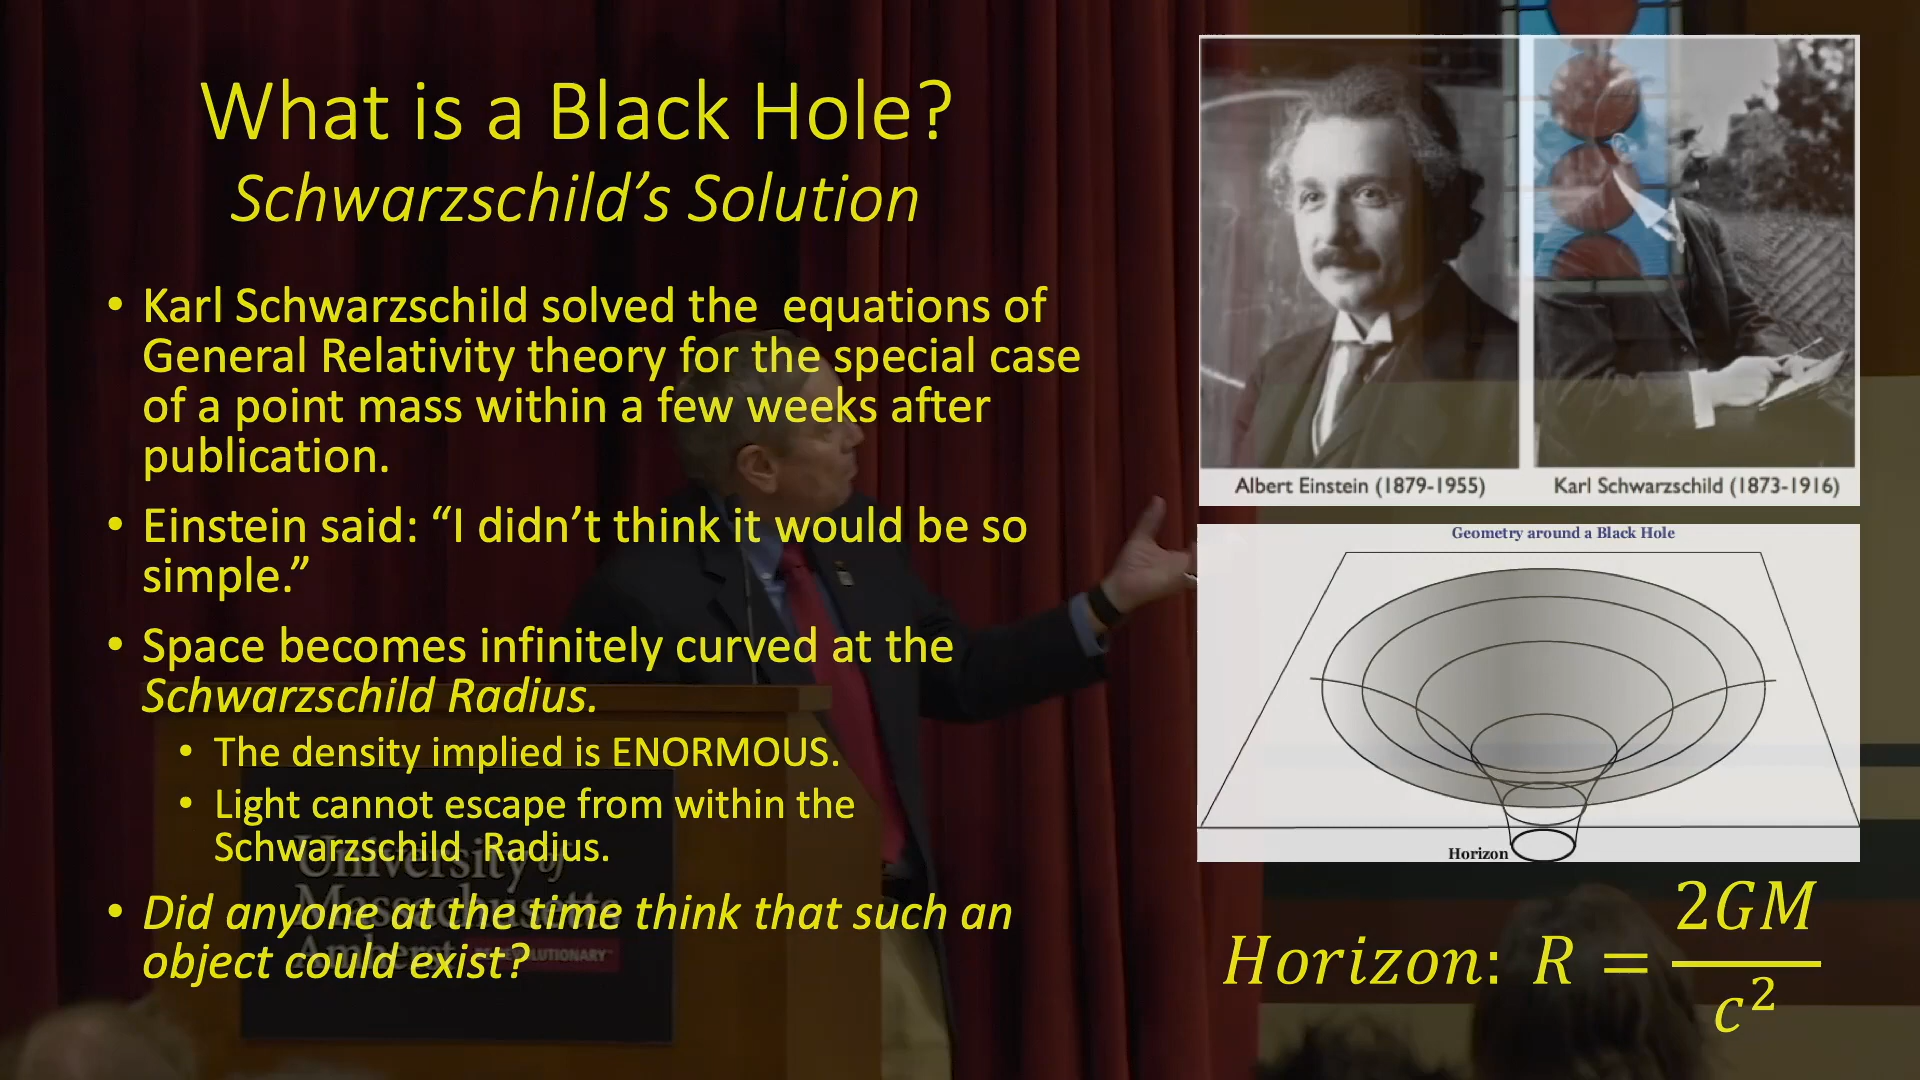 What is a Black Hole?
Schwarzschild’s Solution
• Karl Schwarzschild solved the equations of
General Relativity theory for the special case
of a point mass within a few weeks after
publication.
• Einstein said: “I didn’t think it would be so
simple.”
• Space becomes infinitely curved at the
Schwarzschild Radius.
• The density implied is ENORMOUS.
• Light cannot escape from within the
Schwarzschild Radius.
• Did anyone at the time think that such an
object could exist?
Albert Einstein (1879-1955) Karl Schwarzschild (1873-1916)
Geometry around a Black Hole
Horizon
Horizon: R = 2GM/c²
University of
Massachusetts
Amherst